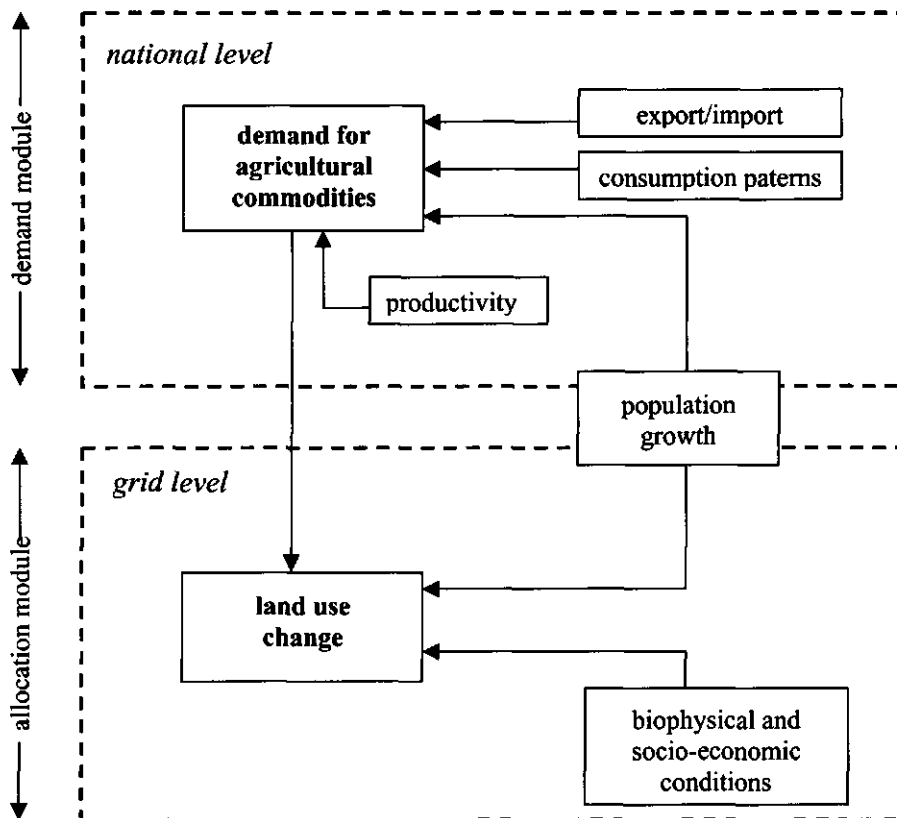 demand module
national level
demand for
agricultural
commodities
export/import
consumption paterns
productivity
population
growth
allocation module
grid level
land use
change
biophysical and
socio-economic
conditions